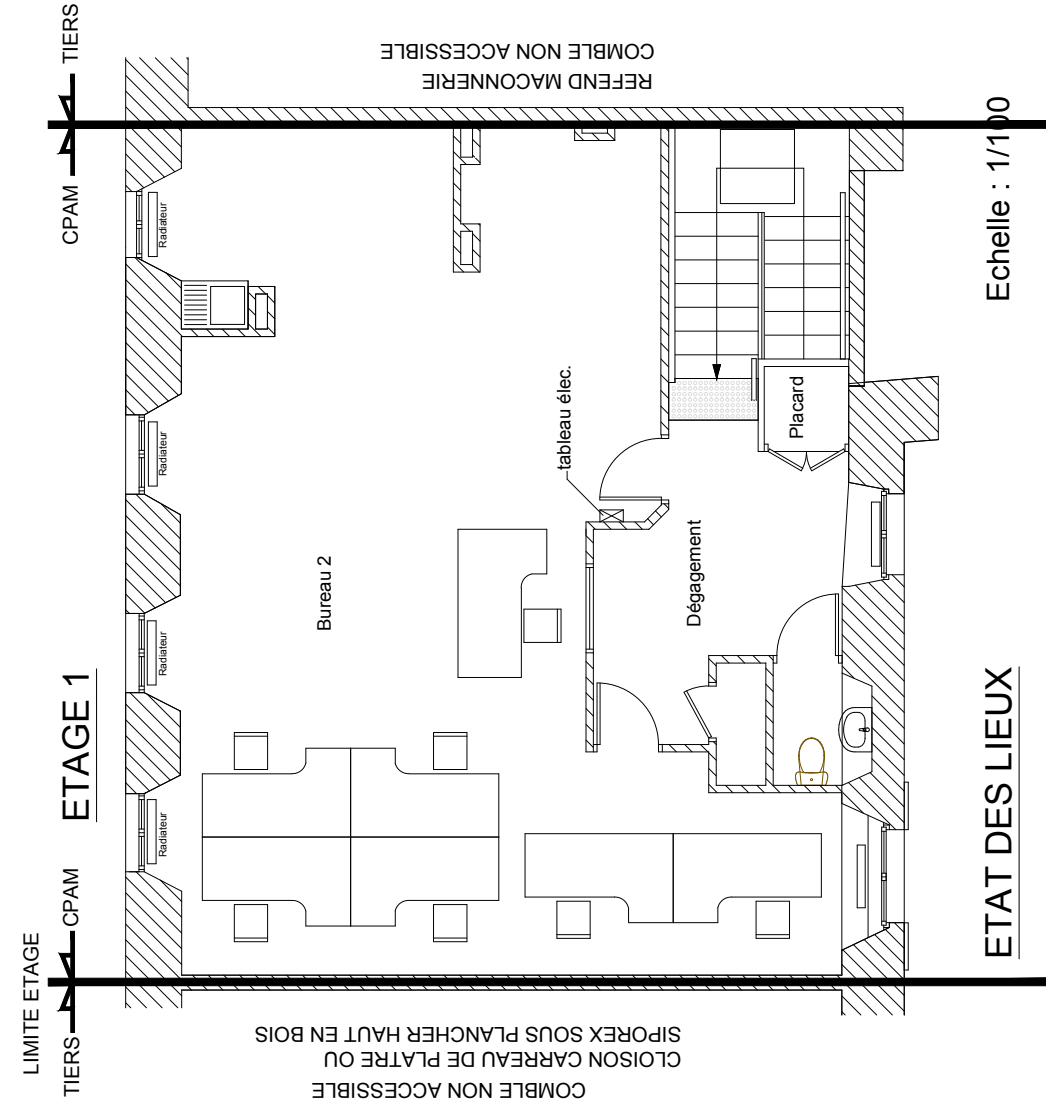 LIMITE ETAGE
TIERS
CPAM
ETAGE 1
CPAM
TIERS
COMBLE NON ACCESSIBLE
CLOISON CARREAU DE PLATRE OU
SIPOREX SOUS PLANCHER HAUT EN BOIS
Radiateur
Radiateur
Radiateur
Radiateur
Bureau 2
tableau élec.
Dégagement
Placard
REFEND MACONNERIE
COMBLE NON ACCESSIBLE
ETAT DES LIEUX
Echelle : 1/100